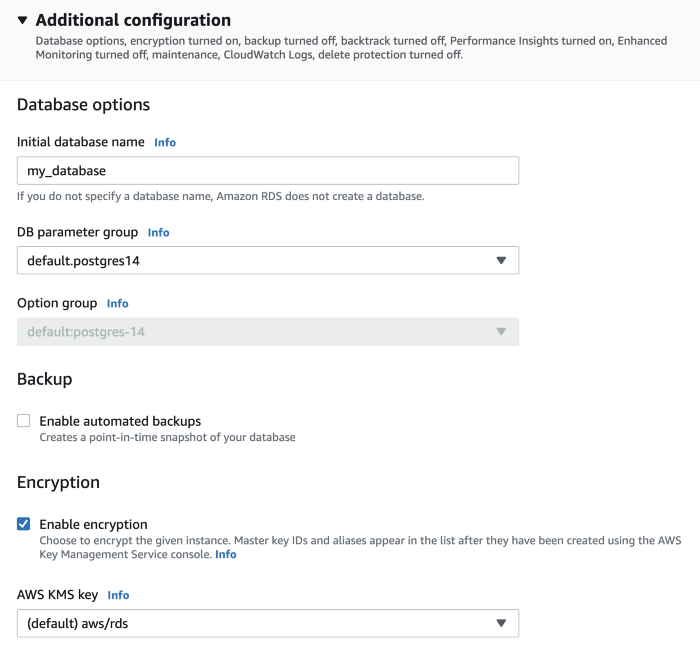 Additional configuration
Database options, encryption turned on, backup turned off, backtrack turned off, Performance Insights turned on, Enhanced
Monitoring turned off, maintenance, CloudWatch Logs, delete protection turned off.
Database options
Initial database name Info
my_database
If you do not specify a database name, Amazon RDS does not create a database.
DB parameter group Info
default.postgres14
Option group Info
default:postgres-14
Backup
Enable automated backups
Creates a point-in-time snapshot of your database
Encryption
Enable encryption
Choose to encrypt the given instance. Master key IDs and aliases appear in the list after they have been created using the AWS
Key Management Service console. Info
AWS KMS key Info
(default) aws/rds